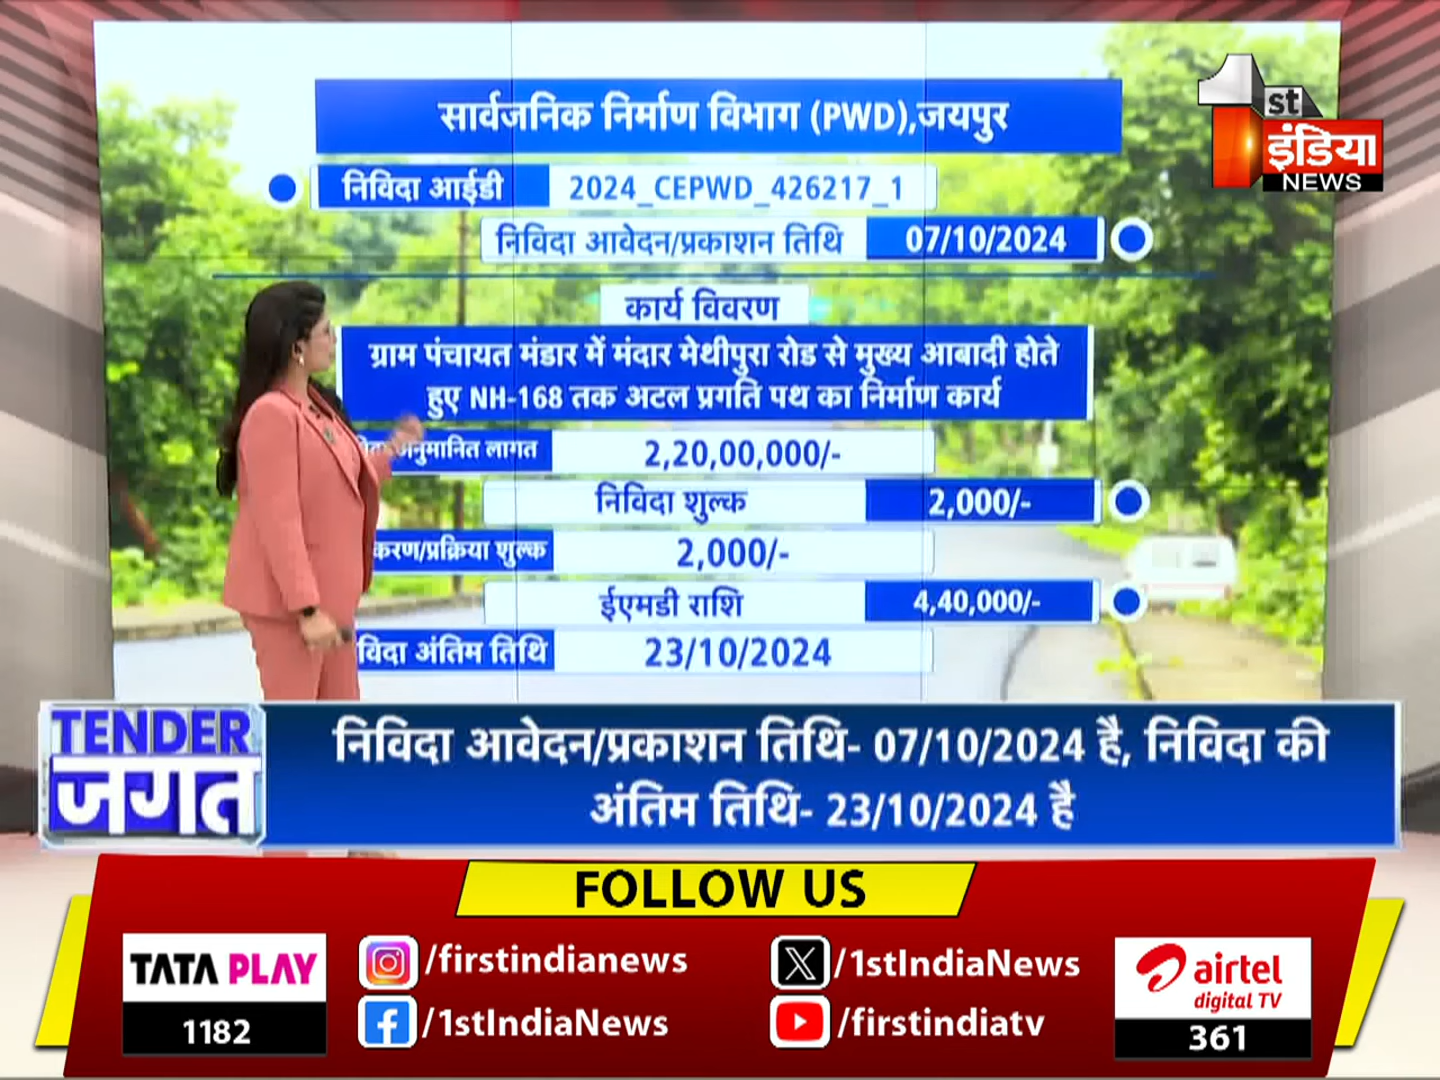 सार्वजनिक निर्माण विभाग (PWD),जयपुर
1st
इंडिया
NEWS
निविदा आईडी 2024_CEPWD_426217_1
निविदा आवेदन/प्रकाशन तिथि 07/10/2024
कार्य विवरण
ग्राम पंचायत मंडार में मंदार मेथीपुरा रोड से मुख्य आबादी होते
हुए NH-168 तक अटल प्रगति पथ का निर्माण कार्य
अनुमानित लागत 2,20,00,000/-
निविदा शुल्क 2,000/-
करण/प्रक्रिया शुल्क 2,000/-
ईएमडी राशि 4,40,000/-
विदा अंतिम तिथि 23/10/2024
TENDER
जगत
निविदा आवेदन/प्रकाशन तिथि- 07/10/2024 है, निविदा की
अंतिम तिथि- 23/10/2024 है
FOLLOW US
TATA PLAY
1182
/firstindianews
/1stIndiaNews
/1stIndiaNews
/firstindiatv
airtel
digital TV
361